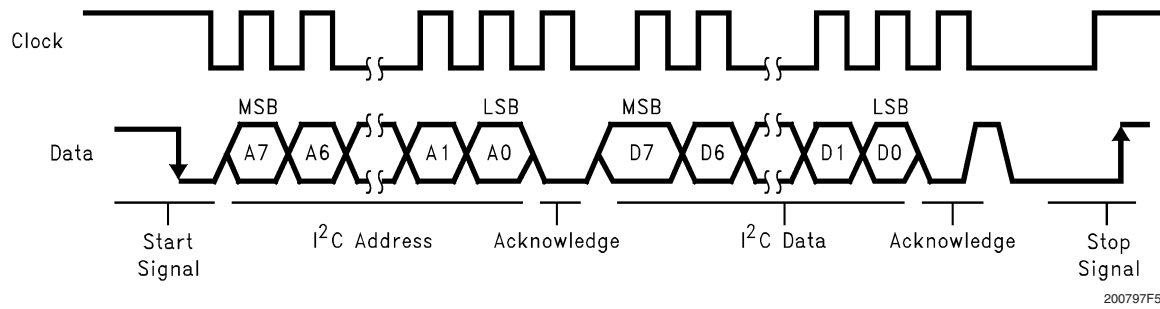 Clock
MSB LSB MSB LSB
Data A7 A6 A1 A0 D7 D6 D1 D0
Start
Signal
I²C Address
Acknowledge
I²C Data
Acknowledge
Stop
Signal
200797F5